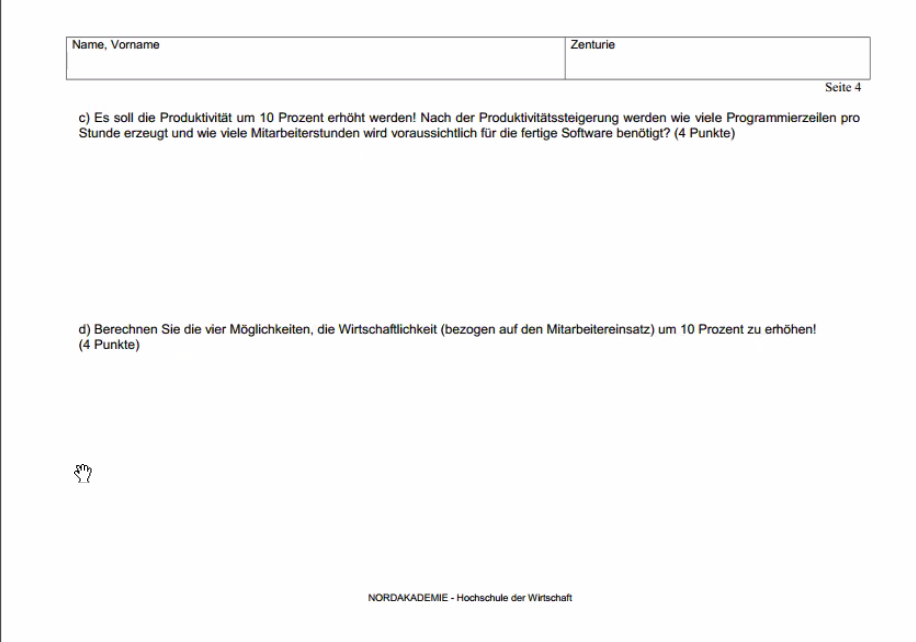 Name, Vorname
Zenturie
Seite 4
c) Es soll die Produktivität um 10 Prozent erhöht werden! Nach der Produktivitätssteigerung werden wie viele Programmierzeilen pro
Stunde erzeugt und wie viele Mitarbeiterstunden wird voraussichtlich für die fertige Software benötigt? (4 Punkte)
d) Berechnen Sie die vier Möglichkeiten, die Wirtschaftlichkeit (bezogen auf den Mitarbeitereinsatz) um 10 Prozent zu erhöhen!
(4 Punkte)
NORDAKADEMIE - Hochschule der Wirtschaft